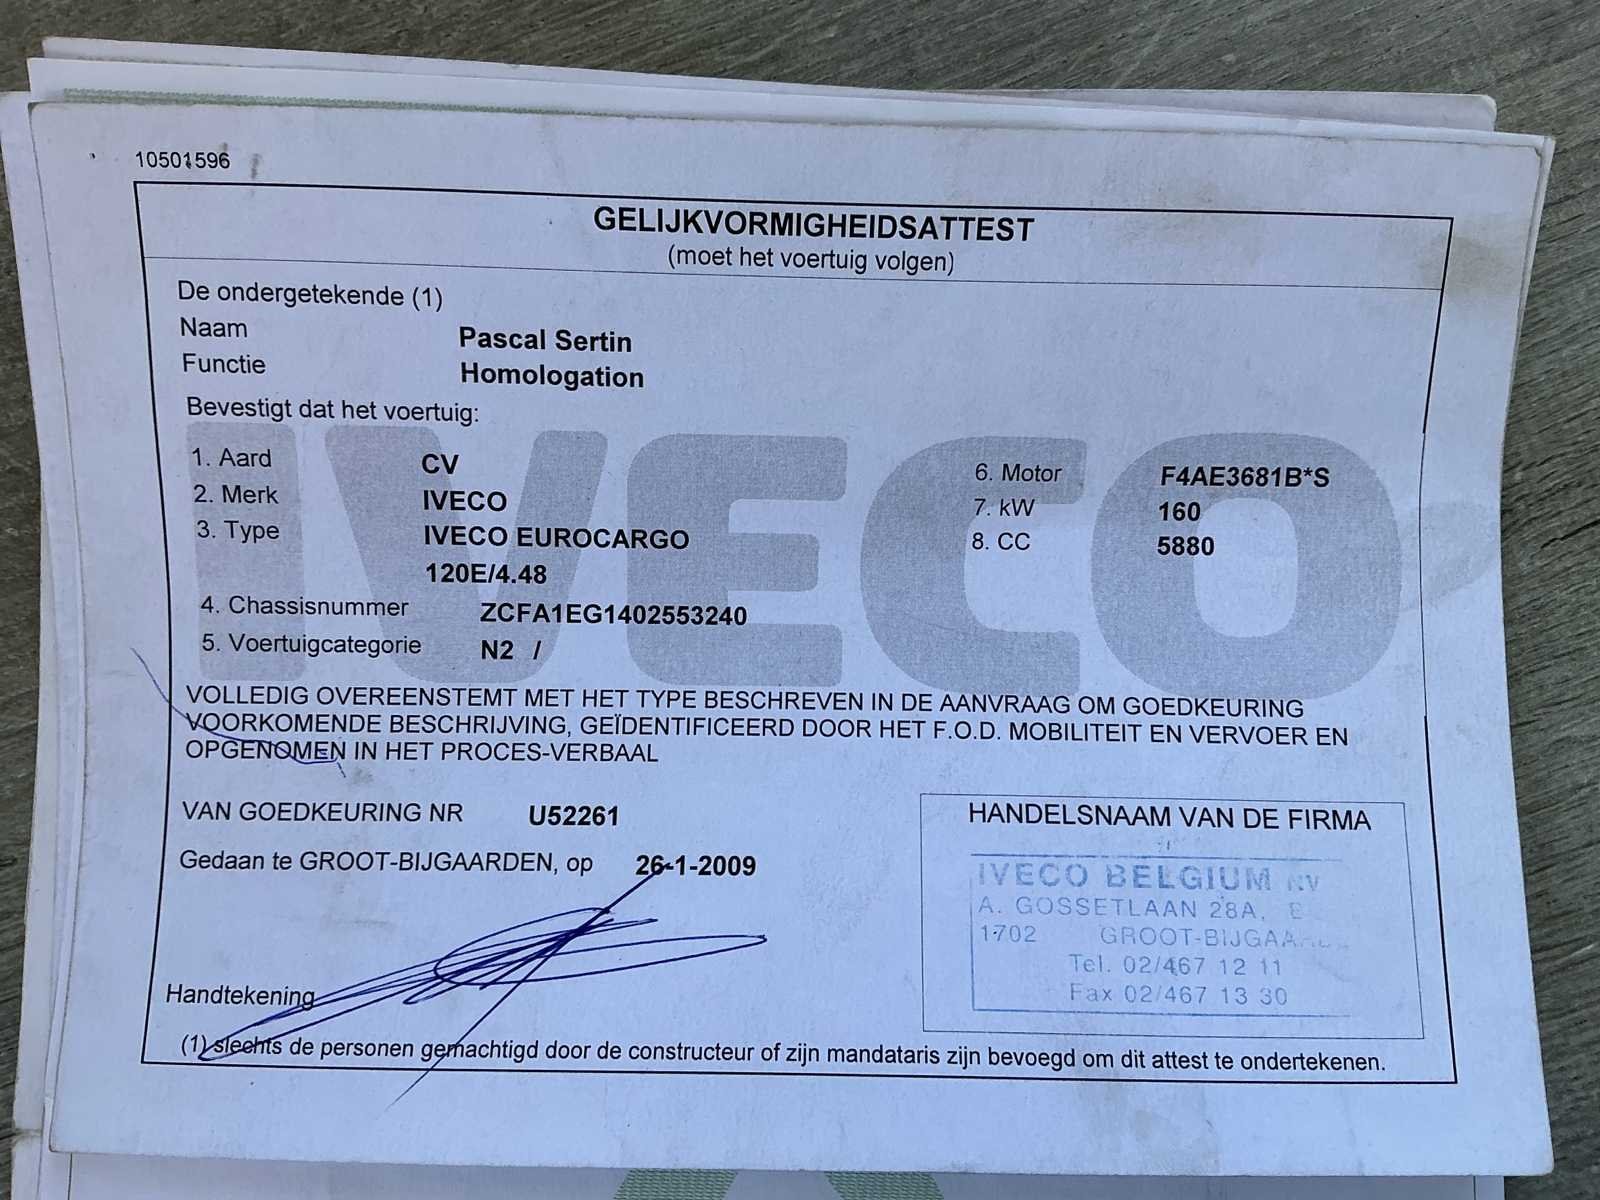 10501596
GELIJKVORMIGHEIDSATTEST
(moet het voertuig volgen)
De ondergetekende (1)
Naam Pascal Sertin
Functie Homologation
Bevestigt dat het voertuig:
IVECO
1. Aard CV 6. Motor F4AE3681B*S
2. Merk IVECO 7. kW 160
3. Type IVECO EUROCARGO 8. CC 5880
120E/4.48
4. Chassisnummer ZCFA1EG1402553240
5. Voertuigcategorie N2 /
VOLLEDIG OVEREENSTEMT MET HET TYPE BESCHREVEN IN DE AANVRAAG OM GOEDKEURING
VOORKOMENDE BESCHRIJVING, GEÏDENTIFICEERD DOOR HET F.O.D. MOBILITEIT EN VERVOER EN
OPGENOMEN IN HET PROCES-VERBAAL
VAN GOEDKEURING NR U52261
Gedaan te GROOT-BIJGAARDEN, op 26-1-2009
HANDELSNAAM VAN DE FIRMA
IVECO BELGIUM NV
A. GOSSETLAAN 28A,
1702 GROOT-BIJGAARDEN
Tel. 02/467 12 11
Fax 02/467 13 30
Handtekening
(1) slechts de personen gemachtigd door de constructeur of zijn mandataris zijn bevoegd om dit attest te ondertekenen.